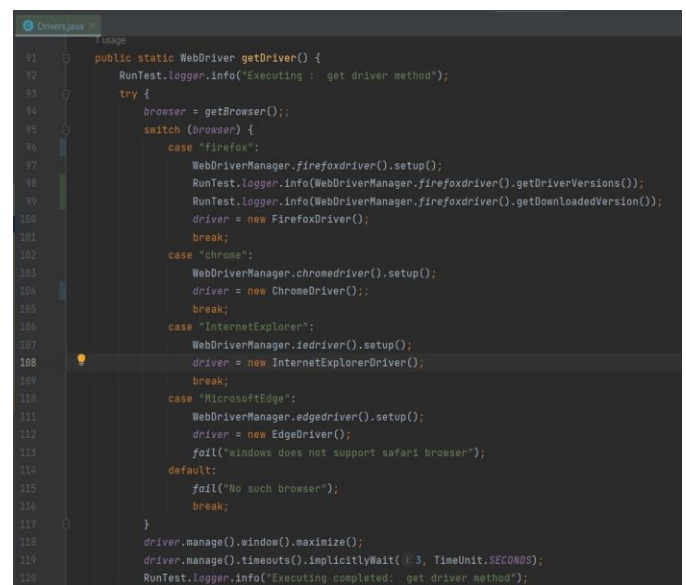 Drivers.java ×
1 usage
91 public static WebDriver getDriver() {
92 RunTest.logger.info("Executing :  get driver method");
93 try {
94 browser = getBrowser();;
95 switch (browser) {
96 case "firefox":
97 WebDriverManager.firefoxdriver().setup();
98 RunTest.logger.info(WebDriverManager.firefoxdriver().getDriverVersions());
99 RunTest.logger.info(WebDriverManager.firefoxdriver().getDownloadedVersion());
100 driver = new FirefoxDriver();
101 break;
102 case "chrome":
103 WebDriverManager.chromedriver().setup();
104 driver = new ChromeDriver();;
105 break;
106 case "InternetExplorer":
107 WebDriverManager.iedriver().setup();
108 driver = new InternetExplorerDriver();
109 break;
110 case "MicrosoftEdge":
111 WebDriverManager.edgedriver().setup();
112 driver = new EdgeDriver();
113 fail("windows does not support safari browser");
114 default:
115 fail("No such browser");
116 break;
117 }
118 driver.manage().window().maximize();
119 driver.manage().timeouts().implicitlyWait( l: 3, TimeUnit.SECONDS);
120 RunTest.logger.info("Executing completed:  get driver method");